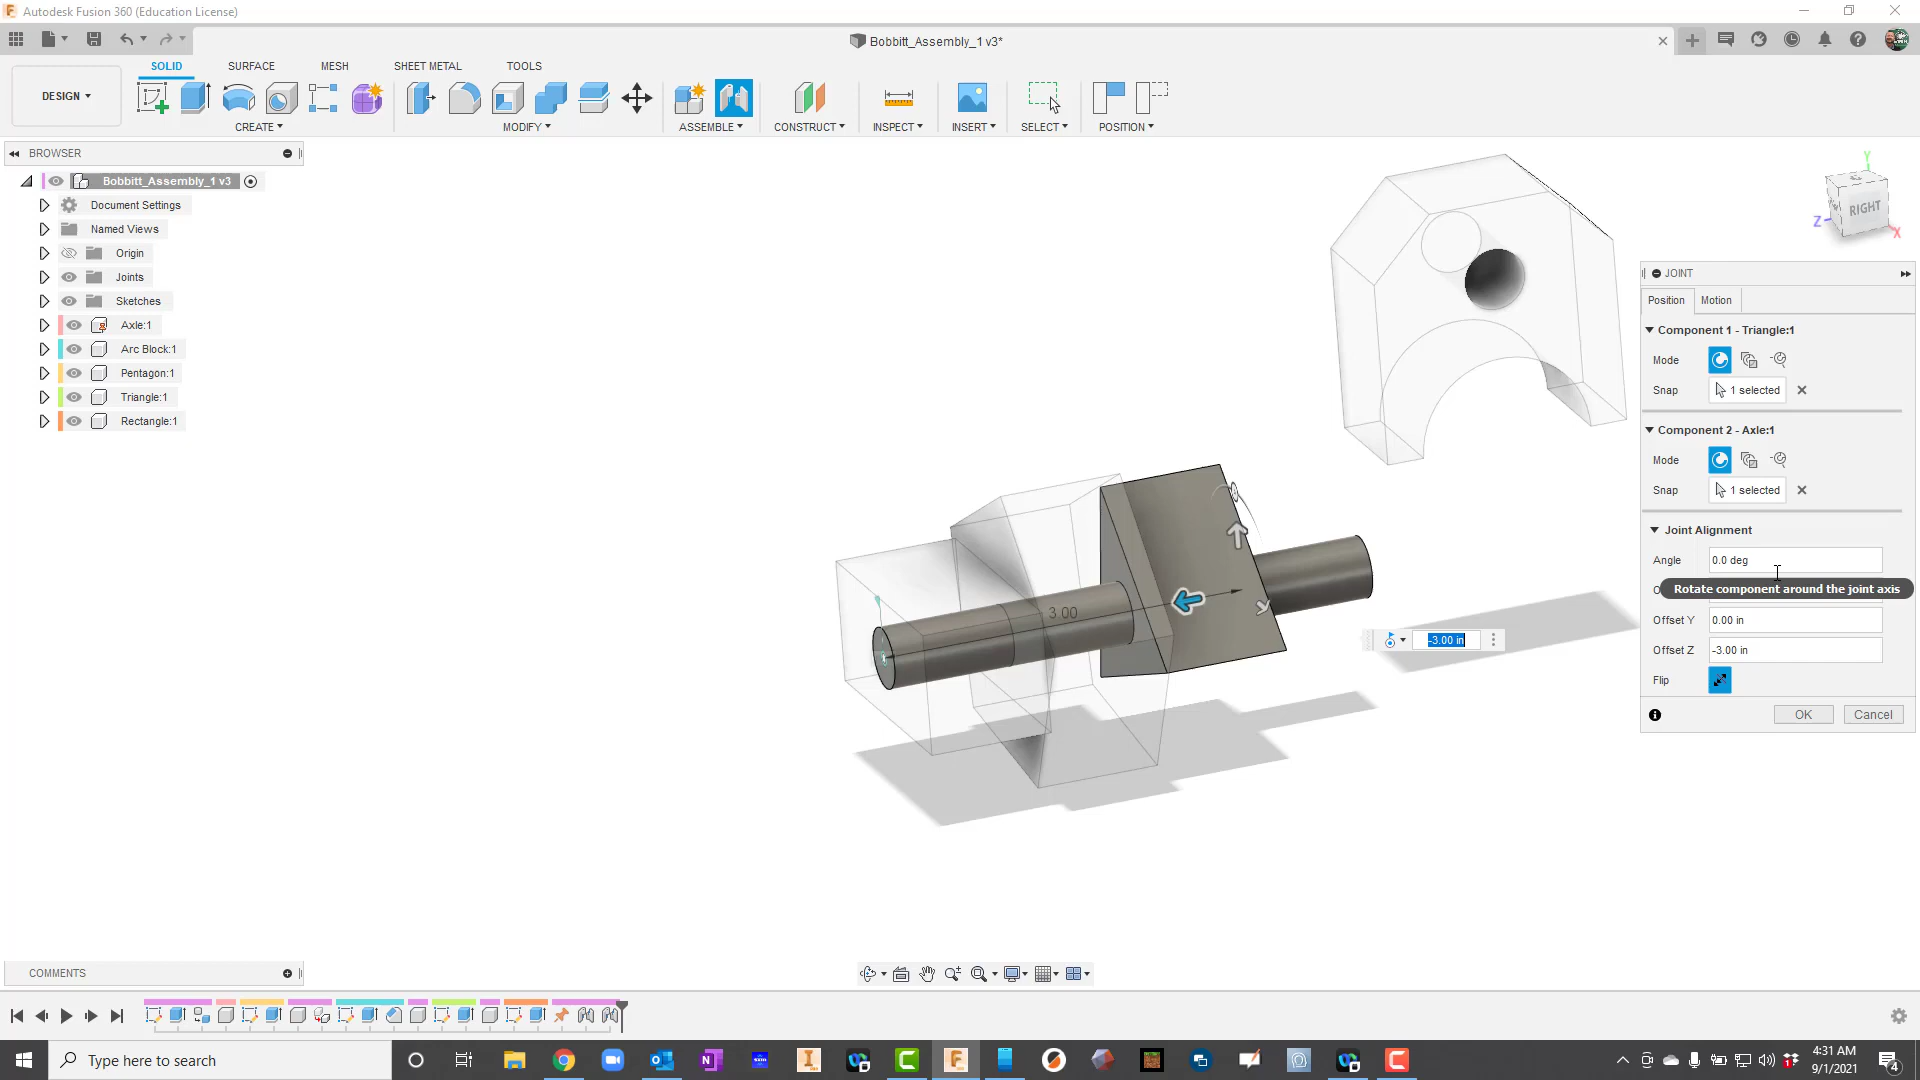 Autodesk Fusion 360 (Education License)
Bobbitt_Assembly_1 v3*
SOLID SURFACE MESH SHEET METAL TOOLS
DESIGN
CREATE MODIFY ASSEMBLE CONSTRUCT INSPECT INSERT SELECT POSITION
BROWSER
Bobbitt_Assembly_1 v3
Document Settings
Named Views
Origin
Joints
Sketches
Axle:1
Arc Block:1
Pentagon:1
Triangle:1
Rectangle:1
Y
RIGHT
Z
X
JOINT
Position Motion
Component 1 - Triangle:1
Mode
Snap 1 selected
Component 2 - Axle:1
Mode
Snap 1 selected
Joint Alignment
Angle 0.0 deg
Rotate component around the joint axis
Offset Y 0.00 in
Offset Z -3.00 in
Flip
OK Cancel
3.00
-3.00 in
COMMENTS
Type here to search
4:31 AM
9/1/2021
4